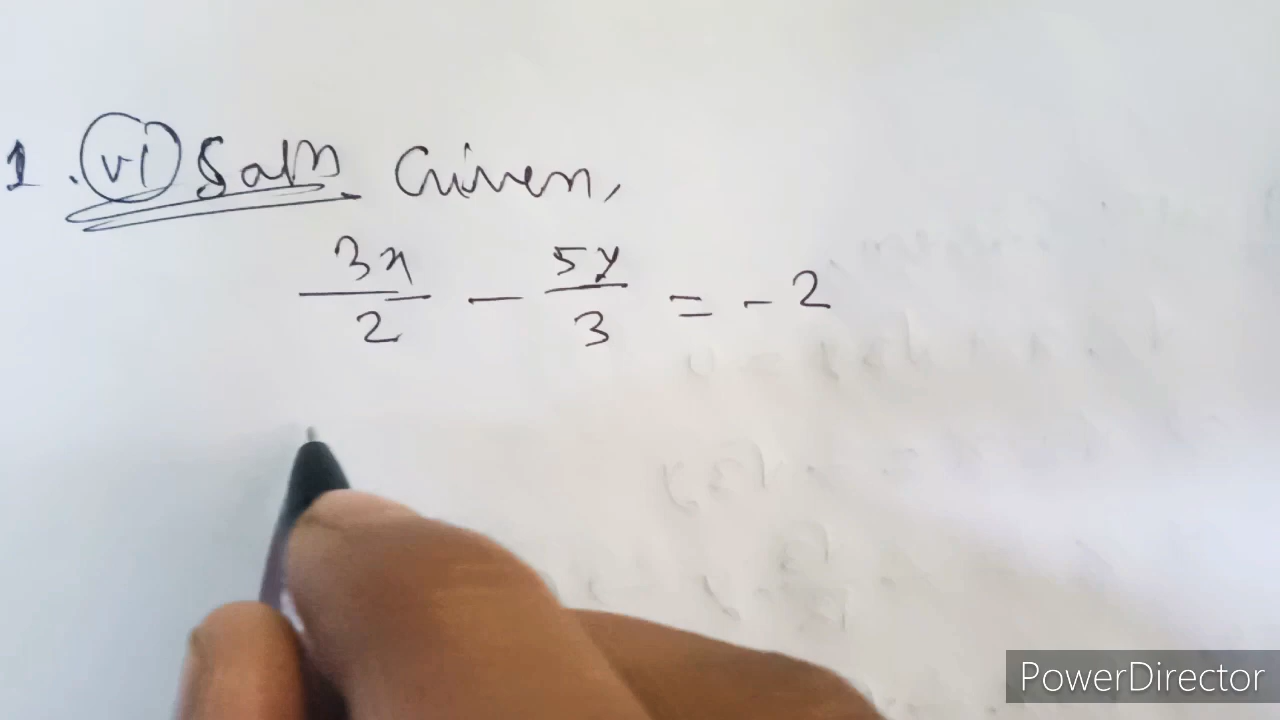 1. (vi) Soln Given,
3x/2 - 5y/3 = -2
PowerDirector